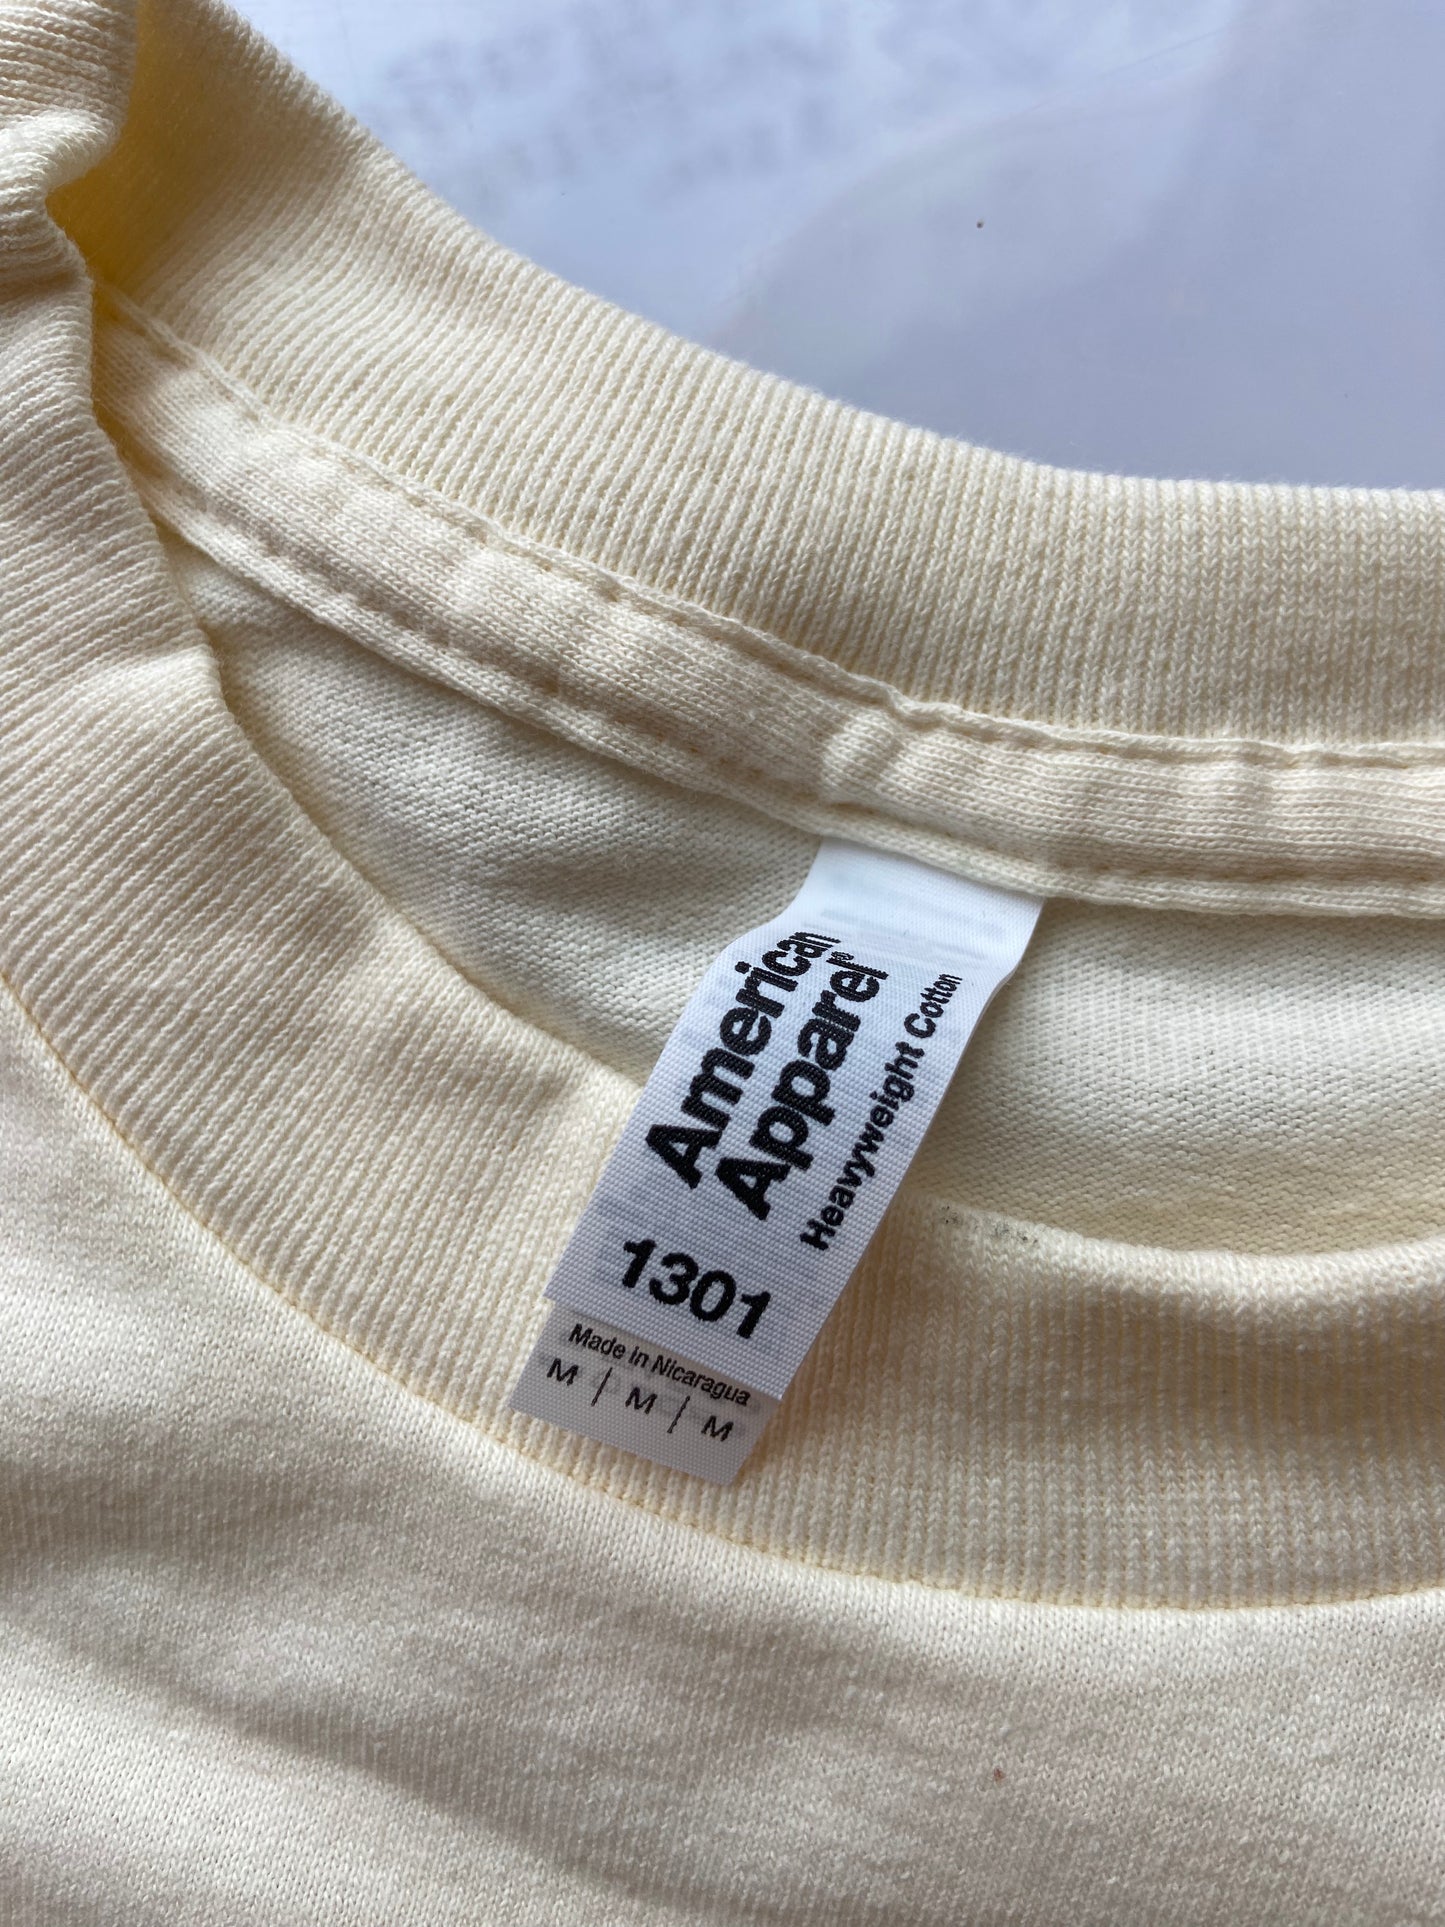 American
Apparel®
Heavyweight Cotton
1301
Made in Nicaragua
M | M | M